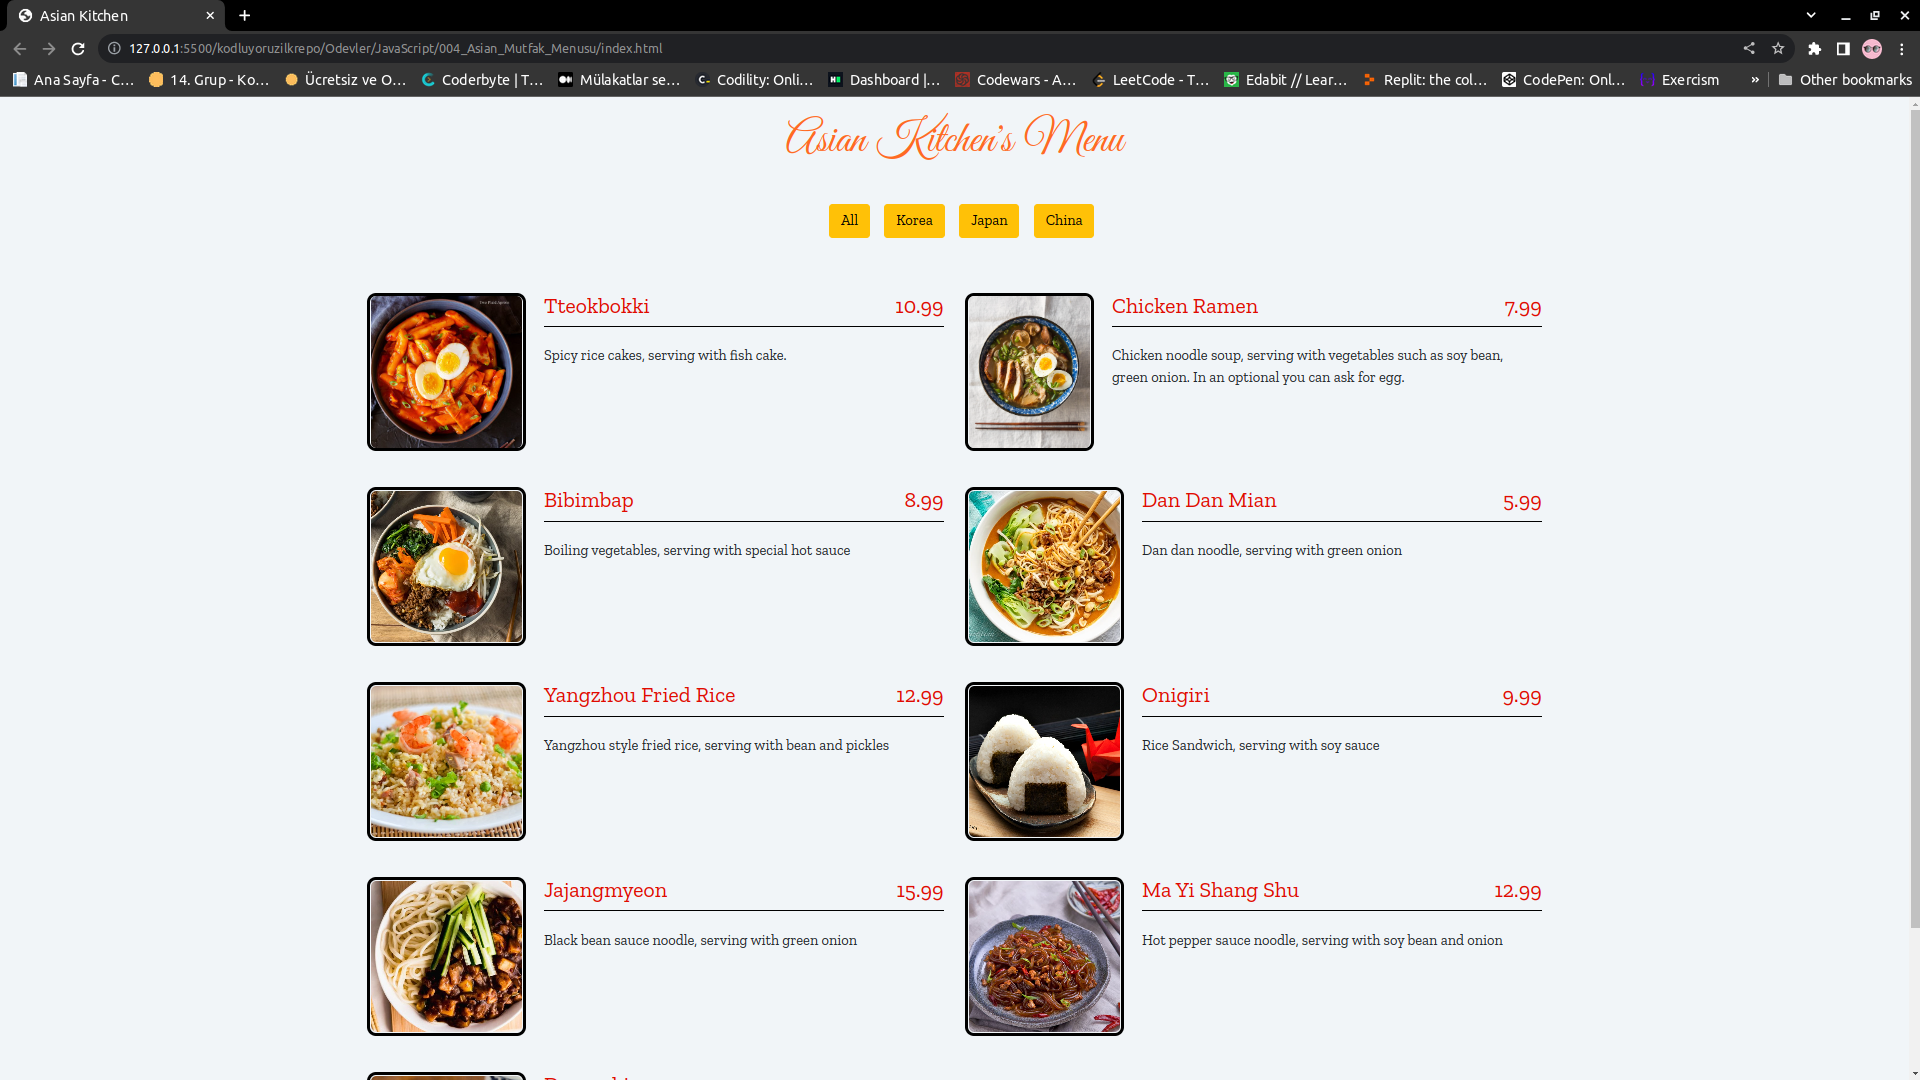 Asian Kitchen
127.0.0.1:5500/kodluyoruzilkrepo/Odevler/JavaScript/004_Asian_Mutfak_Menusu/index.html
Ana Sayfa - C... 14. Grup - Ko... Ücretsiz ve O... Coderbyte | T... Mülakatlar se... Codility: Onli... Dashboard |... Codewars - A... LeetCode - T... Edabit // Lear... Replit: the col... CodePen: Onl... Exercism » Other bookmarks
Asian Kitchen's Menu
All Korea Japan China
Tteokbokki 10.99
Spicy rice cakes, serving with fish cake.
Chicken Ramen 7.99
Chicken noodle soup, serving with vegetables such as soy bean,
green onion. In an optional you can ask for egg.
Bibimbap 8.99
Boiling vegetables, serving with special hot sauce
Dan Dan Mian 5.99
Dan dan noodle, serving with green onion
Yangzhou Fried Rice 12.99
Yangzhou style fried rice, serving with bean and pickles
Onigiri 9.99
Rice Sandwich, serving with soy sauce
Jajangmyeon 15.99
Black bean sauce noodle, serving with green onion
Ma Yi Shang Shu 12.99
Hot pepper sauce noodle, serving with soy bean and onion